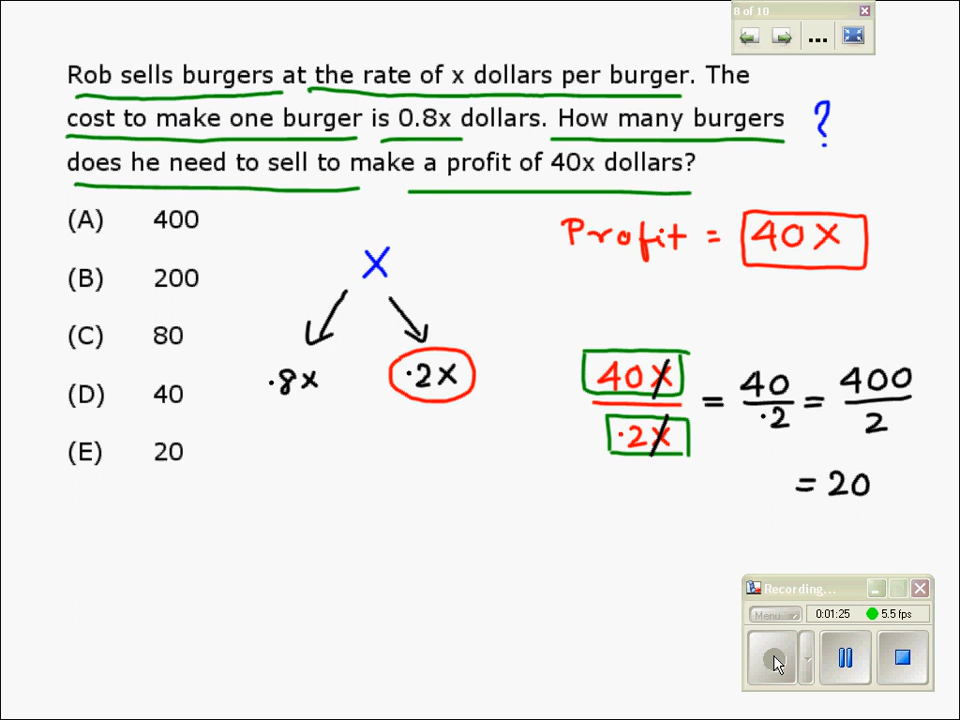 8 of 10
Rob sells burgers at the rate of x dollars per burger. The
cost to make one burger is 0.8x dollars. How many burgers ?
does he need to sell to make a profit of 40x dollars?
(A) 400
(B) 200
(C) 80
(D) 40
(E) 20
Profit = 40X
X
.8x .2x
40x / .2x = 40 / .2 = 400 / 2
= 20
Recording...
Menu 0:01:25 5.5 fps